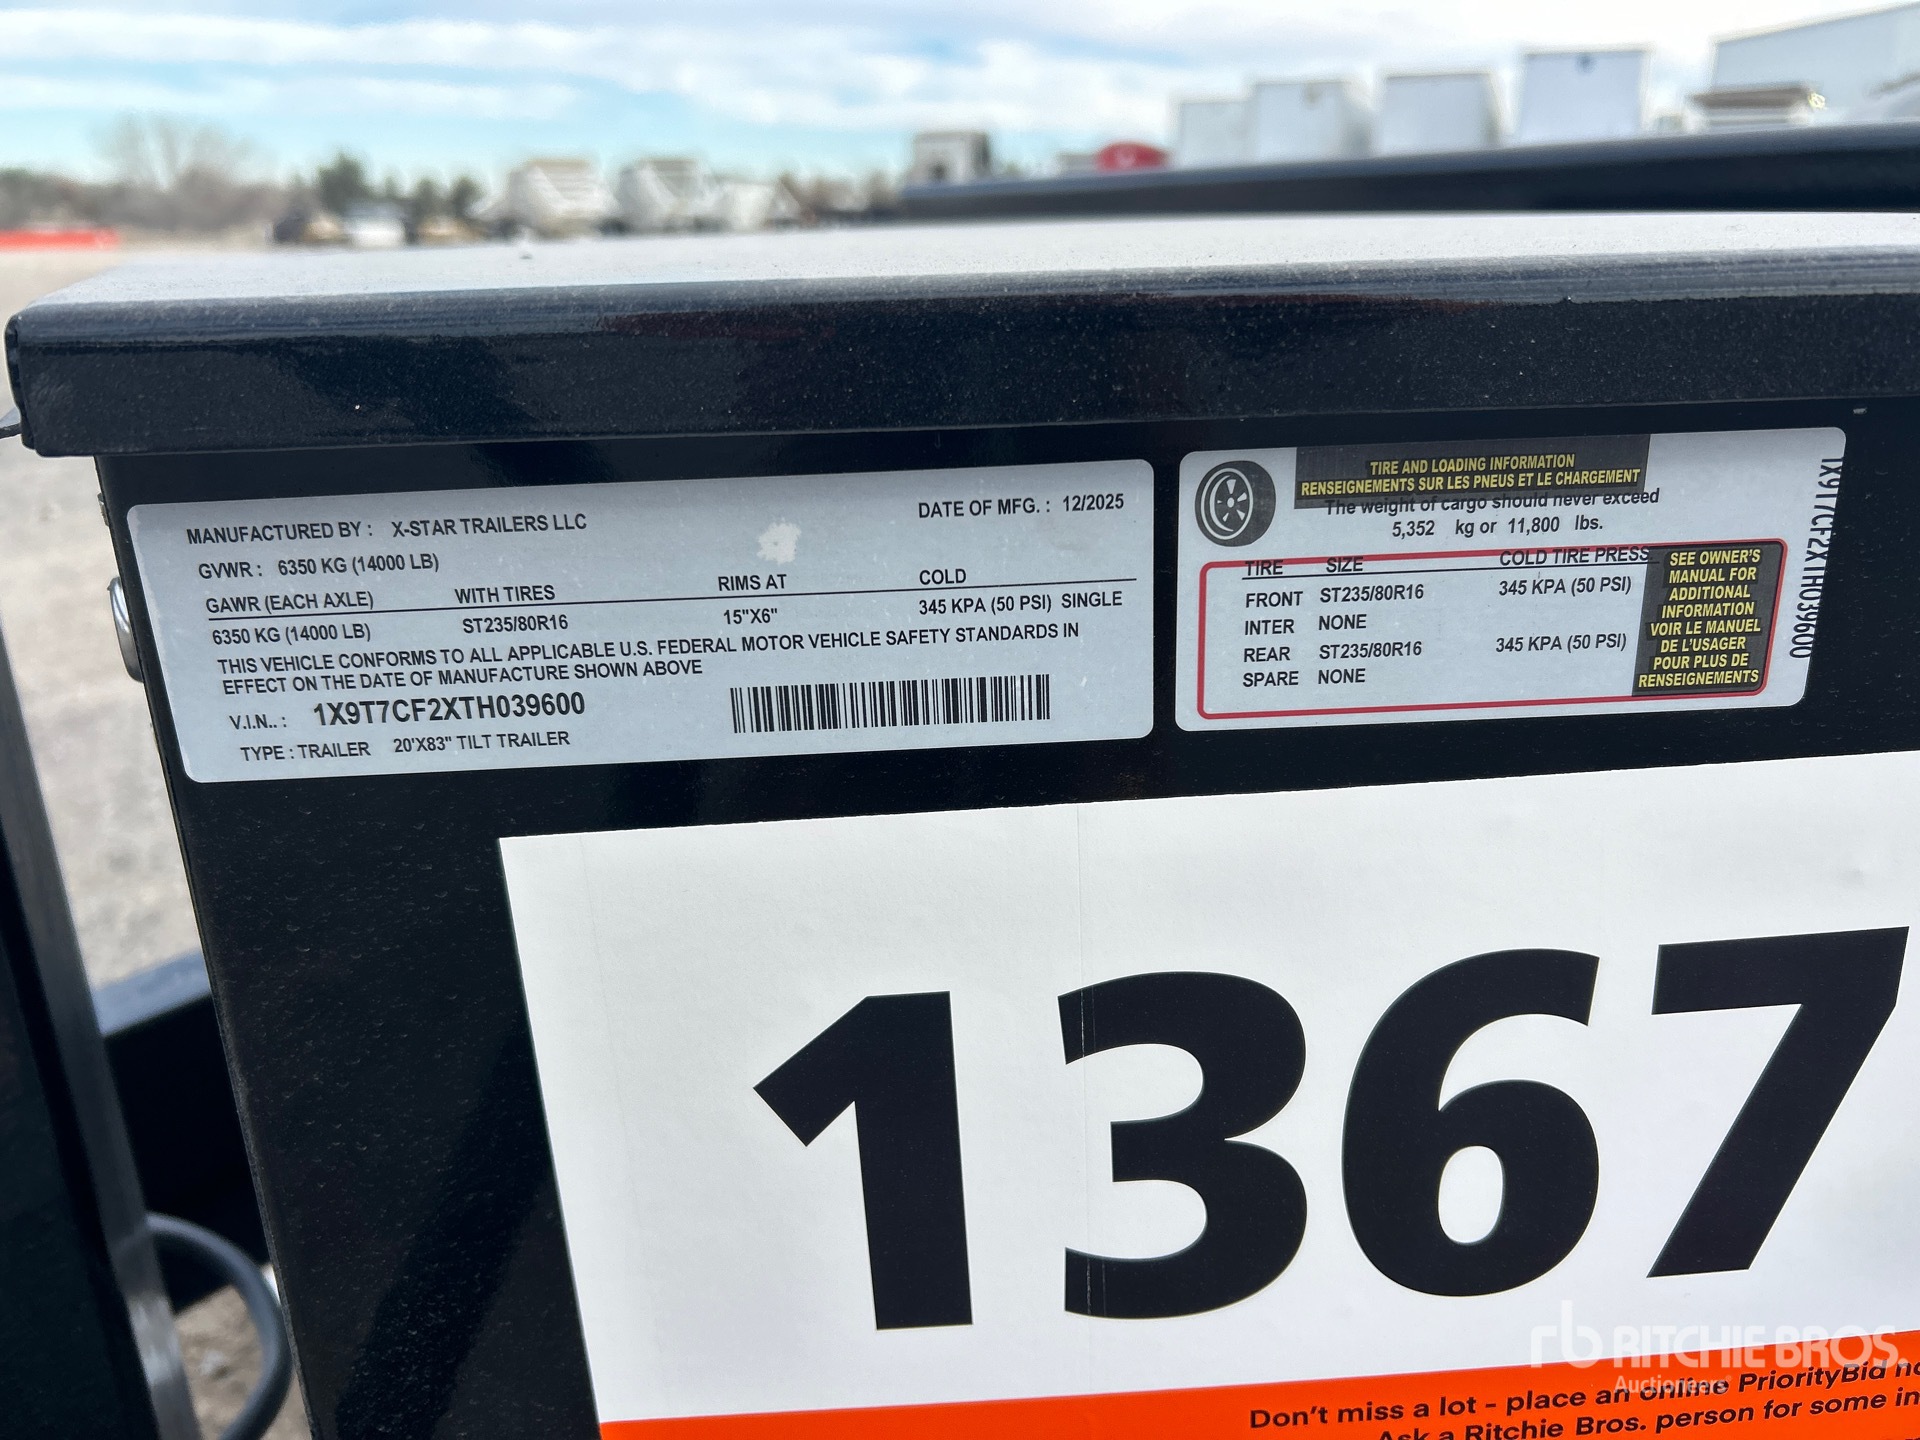 MANUFACTURED BY : X-STAR TRAILERS LLC DATE OF MFG. : 12/2025
GVWR : 6350 KG (14000 LB)
GAWR (EACH AXLE) WITH TIRES RIMS AT COLD
6350 KG (14000 LB) ST235/80R16 15"X6" 345 KPA (50 PSI) SINGLE
THIS VEHICLE CONFORMS TO ALL APPLICABLE U.S. FEDERAL MOTOR VEHICLE SAFETY STANDARDS IN
EFFECT ON THE DATE OF MANUFACTURE SHOWN ABOVE
V.I.N.. : 1X9T7CF2XTH039600
TYPE : TRAILER 20'X83" TILT TRAILER
TIRE AND LOADING INFORMATION
RENSEIGNEMENTS SUR LES PNEUS ET LE CHARGEMENT
The weight of cargo should never exceed
5,352 kg or 11,800 lbs.
TIRE SIZE COLD TIRE PRESS
FRONT ST235/80R16 345 KPA (50 PSI)
INTER NONE
REAR ST235/80R16 345 KPA (50 PSI)
SPARE NONE
SEE OWNER'S
MANUAL FOR
ADDITIONAL
INFORMATION
VOIR LE MANUEL
DE L'USAGER
POUR PLUS DE
RENSEIGNEMENTS
1X9T7CF2XTH039600
1367
Don't miss a lot - place an online PriorityBid
Ask a Ritchie Bros. person for some
rb RITCHIE BROS.
Auctioneers